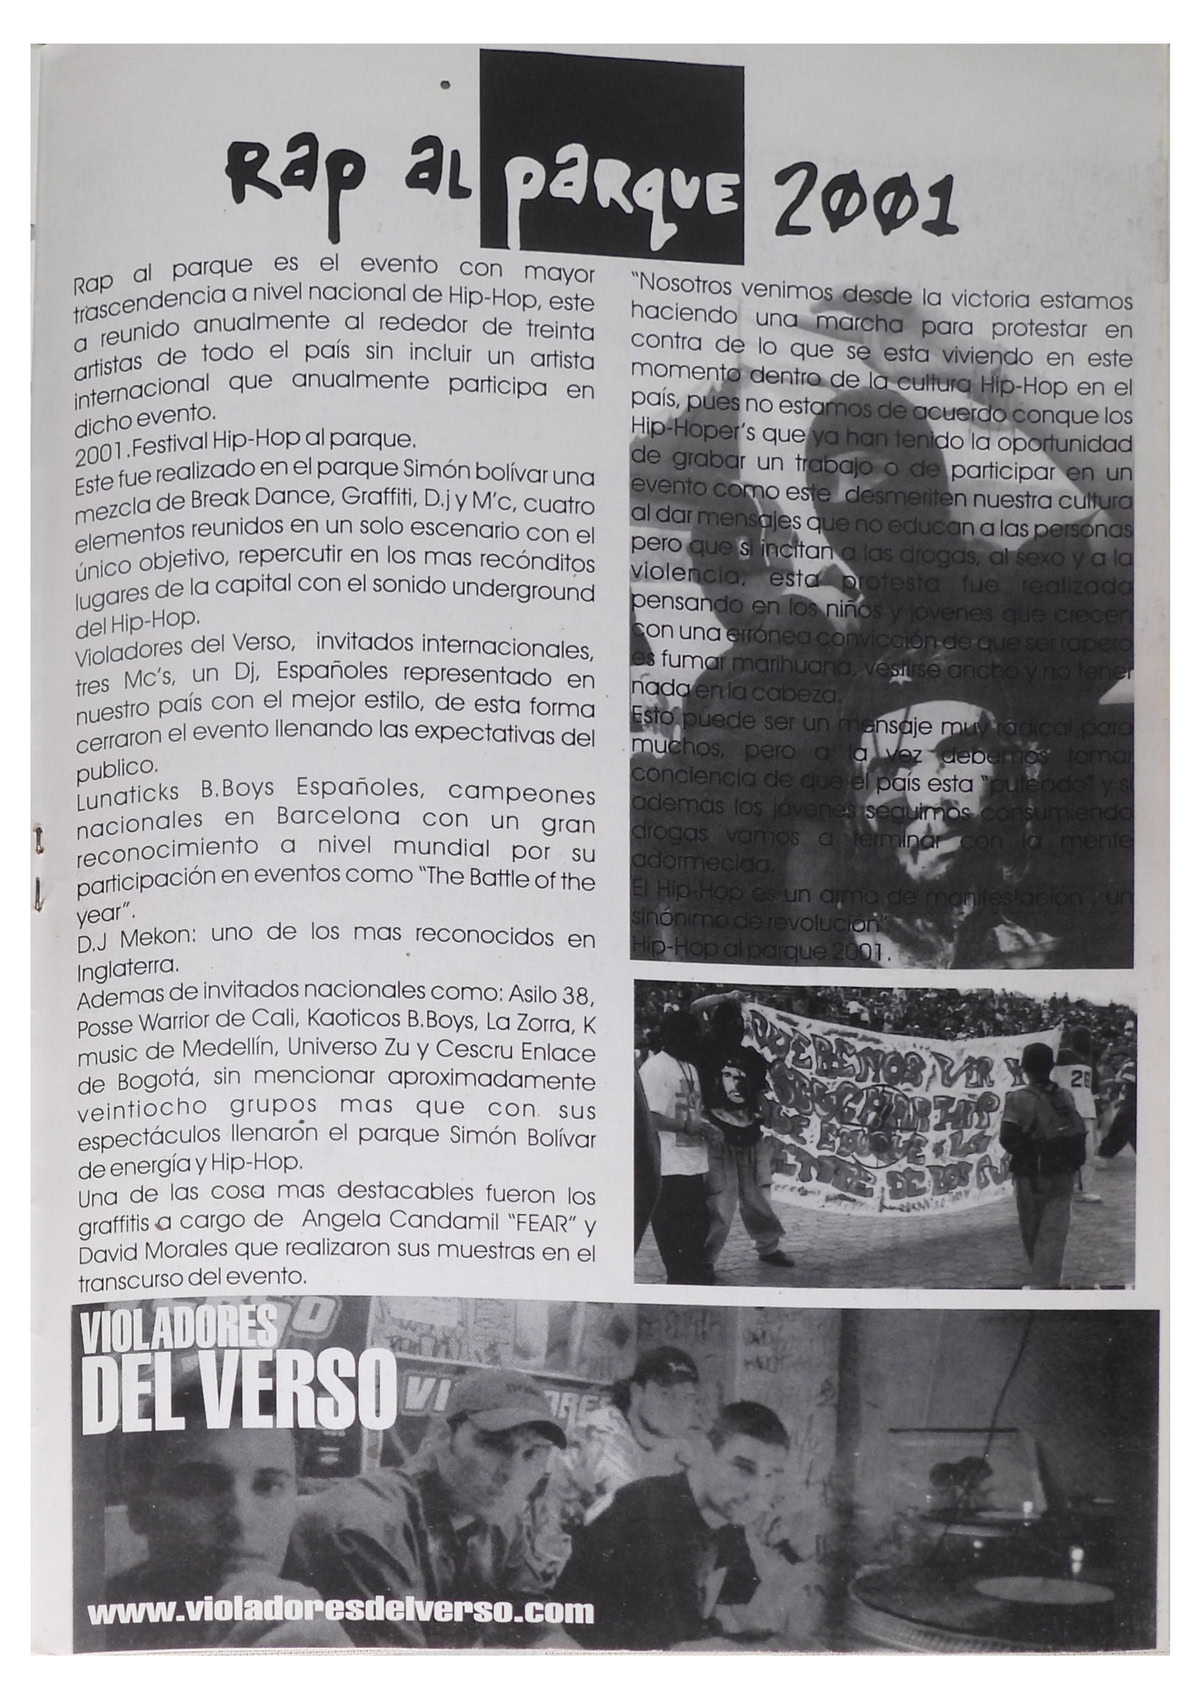 Rap al parque 2001
Rap al parque es el evento con mayor
trascendencia a nivel nacional de Hip-Hop, este
a reunido anualmente al rededor de treinta
artistas de todo el país sin incluir un artista
internacional que anualmente participa en
dicho evento.
2001.Festival Hip-Hop al parque.
Este fue realizado en el parque Simón bolívar una
mezcla de Break Dance, Graffiti, D.j y M'c, cuatro
elementos reunidos en un solo escenario con el
único objetivo, repercutir en los mas recónditos
lugares de la capital con el sonido underground
del Hip-Hop.
Violadores del Verso, invitados internacionales,
tres Mc's, un Dj, Españoles representado en
nuestro país con el mejor estilo, de esta forma
cerraron el evento llenando las expectativas del
publico.
Lunaticks B.Boys Españoles, campeones
nacionales en Barcelona con un gran
reconocimiento a nivel mundial por su
participación en eventos como "The Battle of the
year".
D.J Mekon: uno de los mas reconocidos en
Inglaterra.
Ademas de invitados nacionales como: Asilo 38,
Posse Warrior de Cali, Kaoticos B.Boys, La Zorra, K
music de Medellín, Universo Zu y Cescru Enlace
de Bogotá, sin mencionar aproximadamente
veintiocho grupos mas que con sus
espectáculos llenarón el parque Simón Bolívar
de energía y Hip-Hop.
Una de las cosa mas destacables fueron los
graffitis a cargo de Angela Candamil "FEAR" y
David Morales que realizaron sus muestras en el
transcurso del evento.
"Nosotros venimos desde la victoria estamos
haciendo una marcha para protestar en
contra de lo que se esta viviendo en este
momento dentro de la cultura Hip-Hop en el
país, pues no estamos de acuerdo conque los
Hip-Hoper's que ya han tenido la oportunidad
de grabar un trabajo o de participar en un
evento como este desmeriten nuestra cultura
al dar mensajes que no educan a las personas
pero que si incitan a las drogas, al sexo y a la
violencia, esta protesta fue realizada
pensando en los niños y jóvenes que crecen
con una errónea convicción de que ser rapero
es fumar marihuana, vestirse ancho y no tener
nada en la cabeza.
Esto puede ser un mensaje muy radical para
muchos, pero a la vez debemos tomar
conciencia de que el país esta "puteado" y si
ademas los jóvenes seguimos consumiendo
drogas vamos a terminar con la mente
adormecida.
El Hip-Hop es un arma de manifestación , un
sinónimo de revolución"
Hip-Hop al parque 2001.
QUEREMOS VIR Y
ESCUCHAR HIP
QUE EDUQUE A LA
DE LOS
26
VIOLADORES
DEL VERSO
www.violadoresdelverso.com